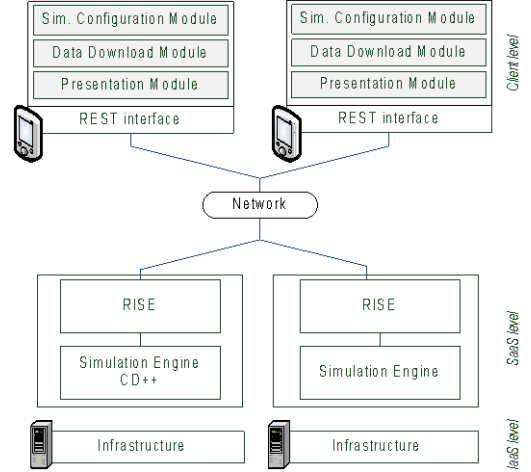 Sim. Configuration Module
Sim. Configuration Module
Data Download Module
Data Download Module
Presentation Module
Presentation Module
Client level
REST interface
REST interface
Network
RISE
RISE
SaaS level
Simulation Engine
CD++
Simulation Engine
Infrastructure
Infrastructure
IaaS level